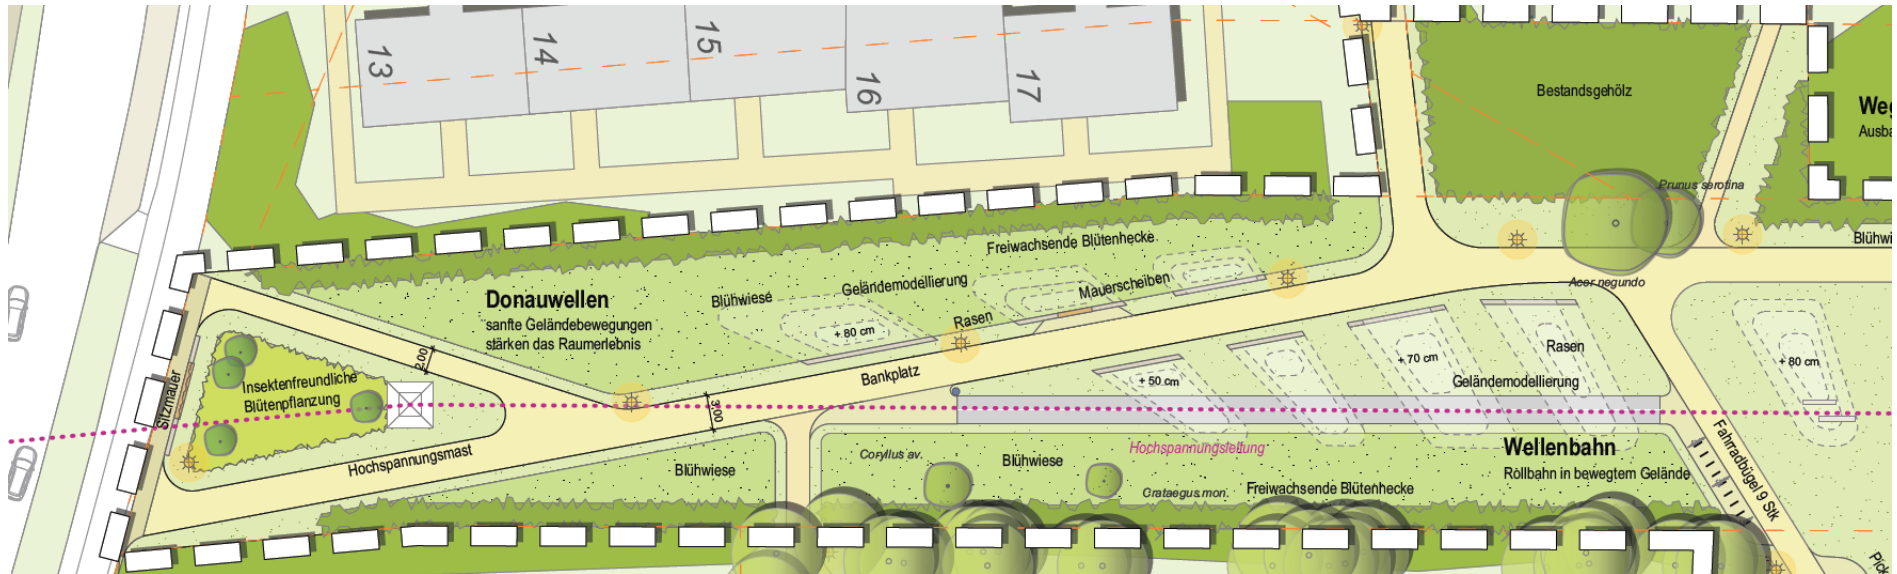 13
14
15
16
17
Bestandsgehölz
Weg
Ausba
Prunus serotina
Blühwi
Acer negundo
Freiwachsende Blütenhecke
Geländemodellierung
Mauerscheiben
Blühwiese
Donauwellen
sanfte Geländebewegungen
stärken das Raumerlebnis
+ 80 cm
Rasen
Bankplatz
2,00
3,00
Insektenfreundliche
Blütenpflanzung
Sitzmauer
Hochspannungsmast
Blühwiese
+ 50 cm
+ 70 cm
Rasen
Geländemodellierung
+ 80 cm
Hochspannungsleitung
Coryllus av.
Blühwiese
Crataegus mon.
Freiwachsende Blütenhecke
Wellenbahn
Rollbahn in bewegtem Gelände
Fahrradbügel 9 Stk
Pick